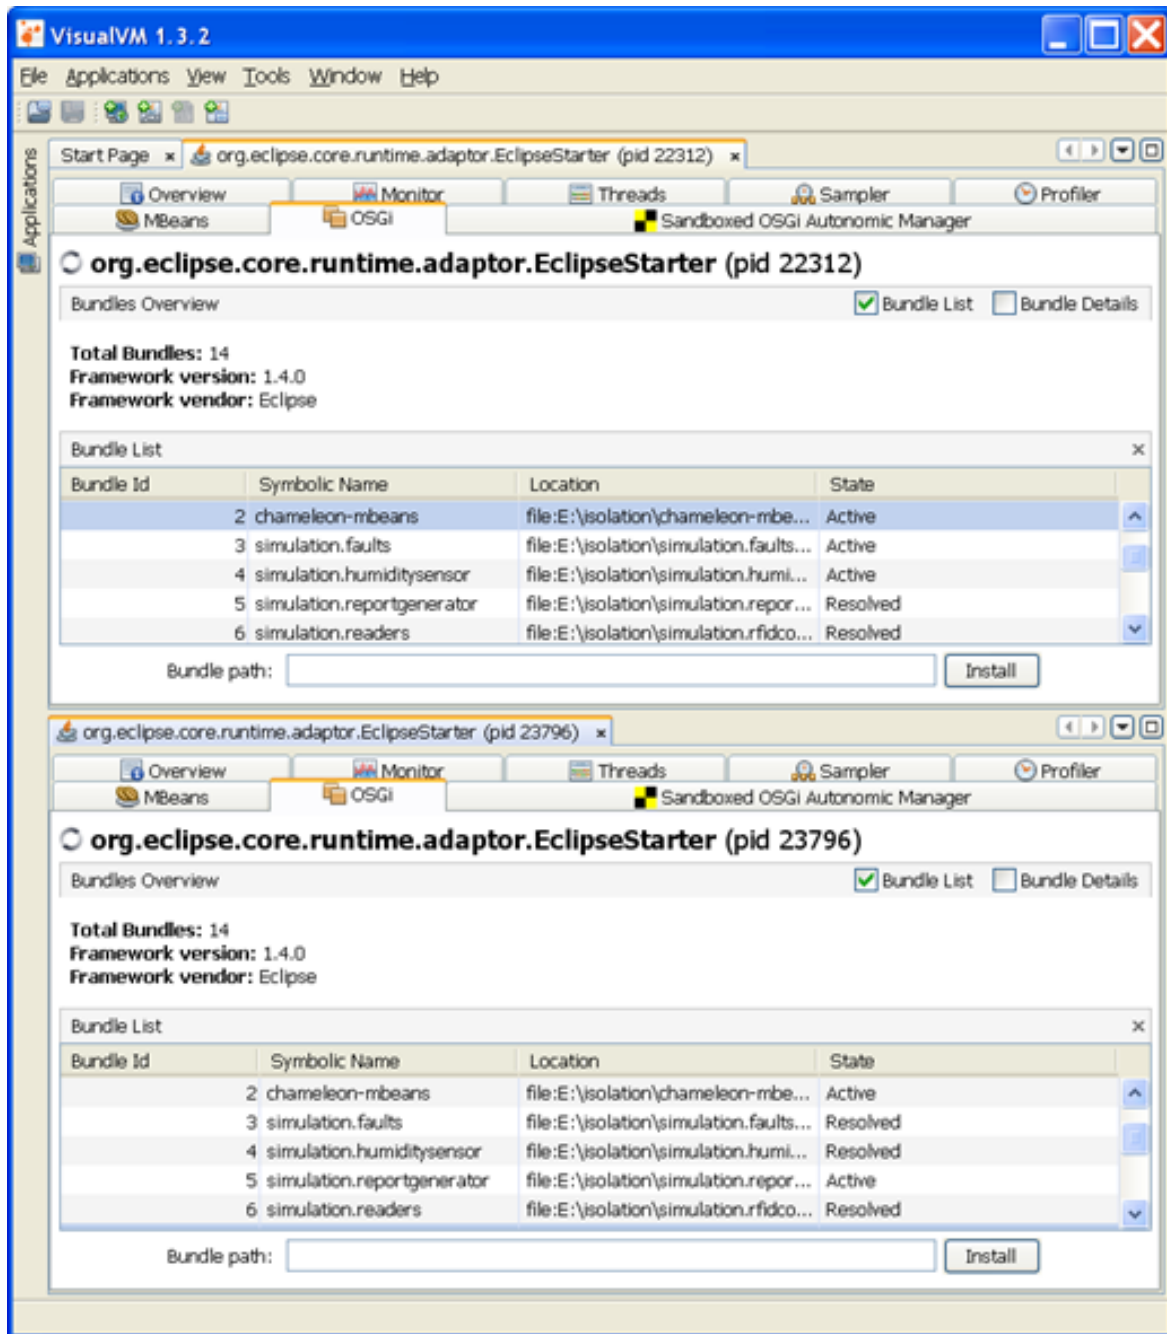 VisualVM 1.3.2
File Applications View Tools Window Help
Applications
Start Page org.eclipse.core.runtime.adaptor.EclipseStarter (pid 22312)
Overview Monitor Threads Sampler Profiler
MBeans OSGi Sandboxed OSGi Autonomic Manager
org.eclipse.core.runtime.adaptor.EclipseStarter (pid 22312)
Bundles Overview Bundle List Bundle Details
Total Bundles: 14
Framework version: 1.4.0
Framework vendor: Eclipse
Bundle List
Bundle Id Symbolic Name Location State
2 chameleon-mbeans file:E:\isolation\chameleon-mbe... Active
3 simulation.faults file:E:\isolation\simulation.faults... Active
4 simulation.humiditysensor file:E:\isolation\simulation.humi... Active
5 simulation.reportgenerator file:E:\isolation\simulation.repor... Resolved
6 simulation.readers file:E:\isolation\simulation.rfidco... Resolved
Bundle path: Install
org.eclipse.core.runtime.adaptor.EclipseStarter (pid 23796)
Overview Monitor Threads Sampler Profiler
MBeans OSGi Sandboxed OSGi Autonomic Manager
org.eclipse.core.runtime.adaptor.EclipseStarter (pid 23796)
Bundles Overview Bundle List Bundle Details
Total Bundles: 14
Framework version: 1.4.0
Framework vendor: Eclipse
Bundle List
Bundle Id Symbolic Name Location State
2 chameleon-mbeans file:E:\isolation\chameleon-mbe... Active
3 simulation.faults file:E:\isolation\simulation.faults... Resolved
4 simulation.humiditysensor file:E:\isolation\simulation.humi... Resolved
5 simulation.reportgenerator file:E:\isolation\simulation.repor... Active
6 simulation.readers file:E:\isolation\simulation.rfidco... Resolved
Bundle path: Install